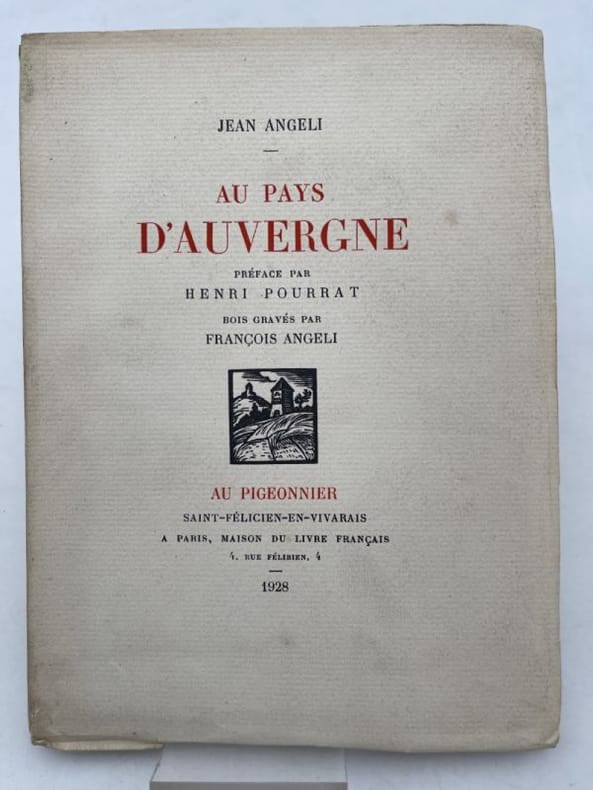 JEAN ANGELI
AU PAYS
D'AUVERGNE
PRÉFACE PAR
HENRI POURRAT
BOIS GRAVÉS PAR
FRANÇOIS ANGELI
AU PIGEONNIER
SAINT-FÉLICIEN-EN-VIVARAIS
A PARIS, MAISON DU LIVRE FRANÇAIS
4, RUE FÉLIBIEN, 4
1928